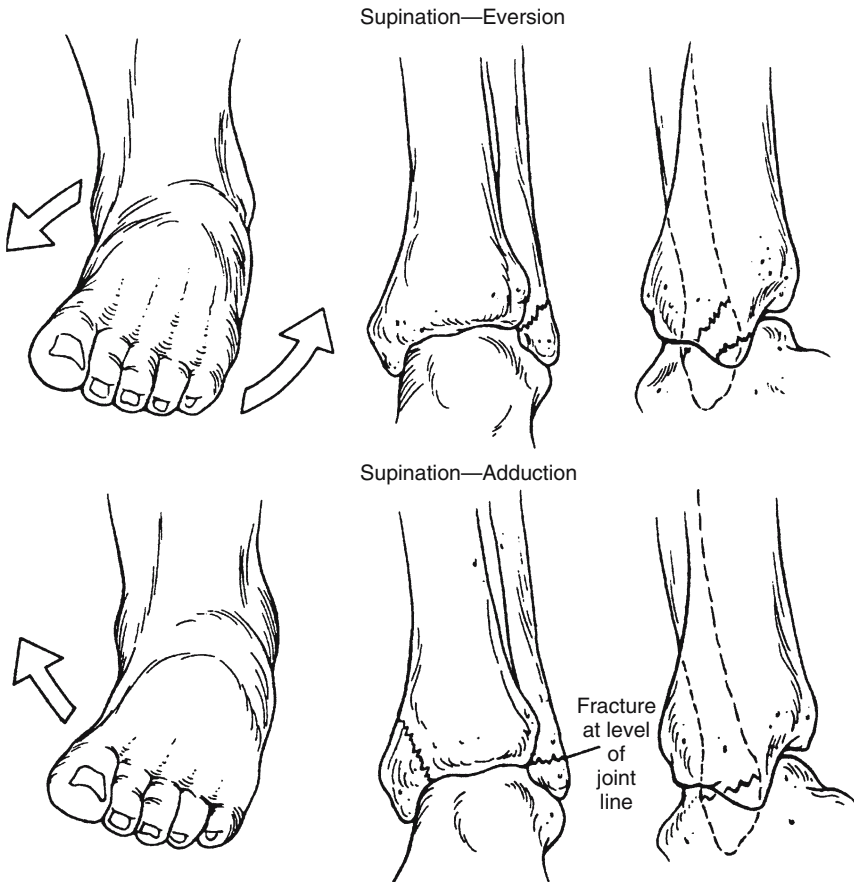 Supination—Eversion
Supination—Adduction
Fracture
at level
of
joint
line